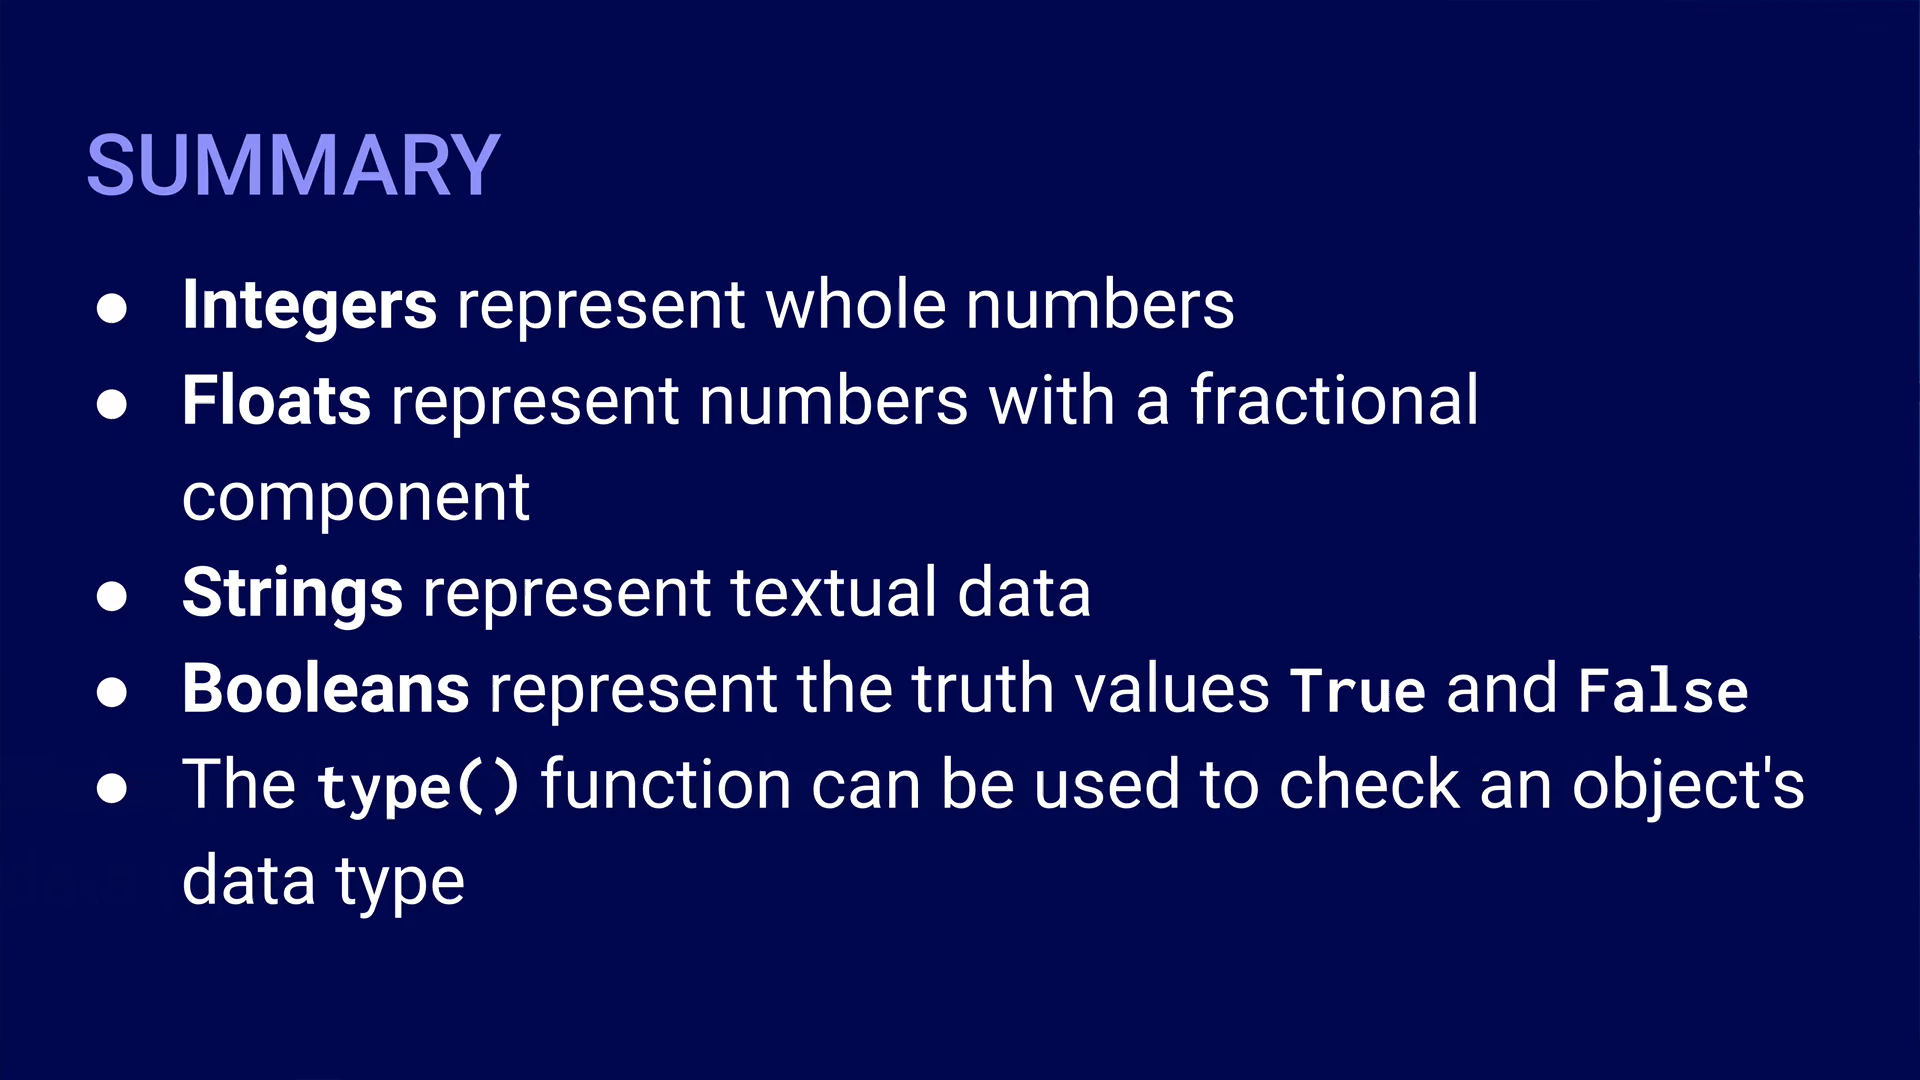 SUMMARY
● Integers represent whole numbers
● Floats represent numbers with a fractional
component
● Strings represent textual data
● Booleans represent the truth values True and False
● The type() function can be used to check an object's
data type